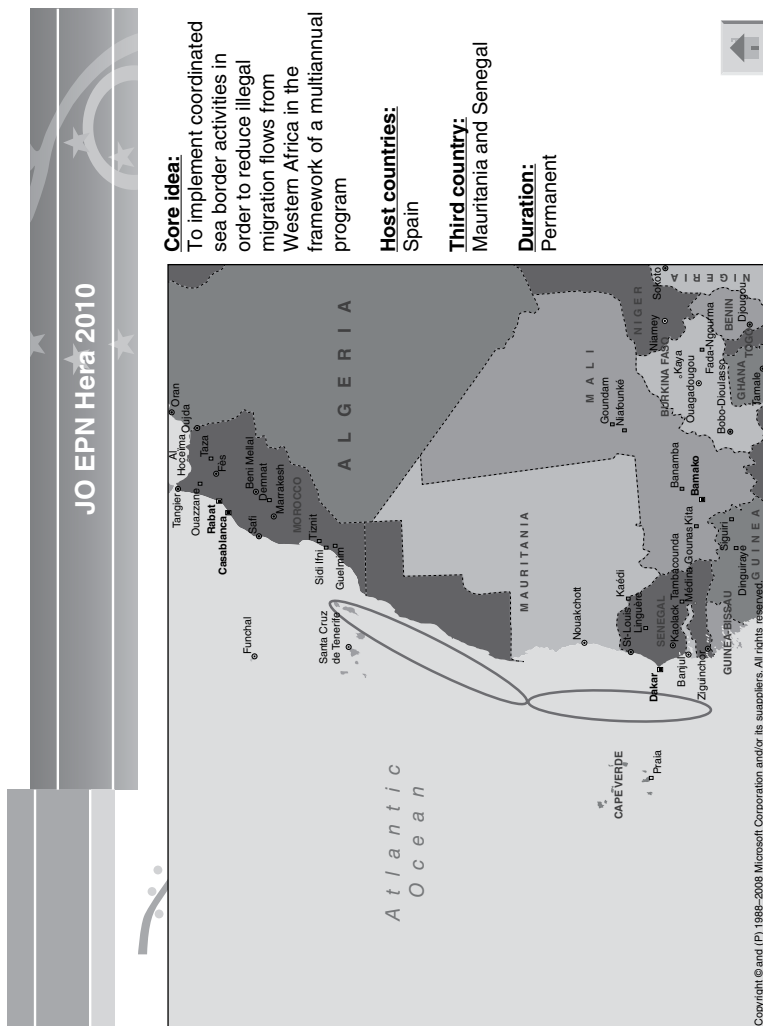 JO EPN Hera 2010
Core idea:
To implement coordinated
sea border activities in
order to reduce illegal
migration flows from
Western Africa in the
framework of a multiannual
program
Host countries:
Spain
Third country:
Mauritania and Senegal
Duration:
Permanent
Atlantic
Ocean
Funchal
Santa Cruz
de Tenerife
Tangier
Al
Hoceima
Oran
Oujda
Ouazzane
Taza
Fès
Rabat
Casablanca
Beni Mellal
Demnat
Safi
Marrakesh
MOROCCO
Tiznit
Sidi Ifni
Guelmim
ALGERIA
MAURITANIA
Nouakchott
MALI
Goundam
Niafounké
NIGER
Niamey
Sokoto
NIGERIA
BURKINA FASO
Kaya
Ouagadougou
Fada-Ngourma
Bobo-Dioulasso
BENIN
Djougou
TOGO
GHANA
Tamale
Banamba
Bamako
Kaédi
St-Louis
Linguère
SENEGAL
Dakar
Kaolack
Tambacounda
Médina Gounas
Kita
Banjul
Ziguinchor
Siguiri
Dinguiraye
GUINEA-BISSAU
GUINEA
CAPE VERDE
Praia
Copyright © and (P) 1988–2008 Microsoft Corporation and/or its suappliers. All rights reserved.